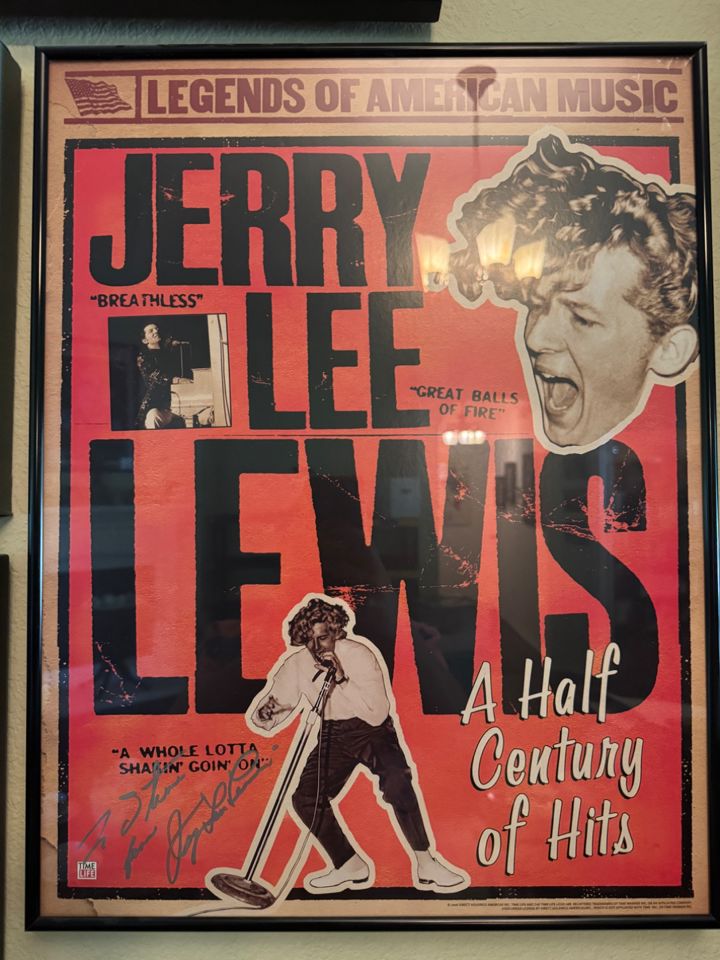 LEGENDS OF AMERICAN MUSIC
JERRY
"BREATHLESS"
LEE
"GREAT BALLS
OF FIRE"
LEWIS
A Half
Century
of Hits
"A WHOLE LOTTA
SHAKIN' GOIN' ON"
TIME
LIFE